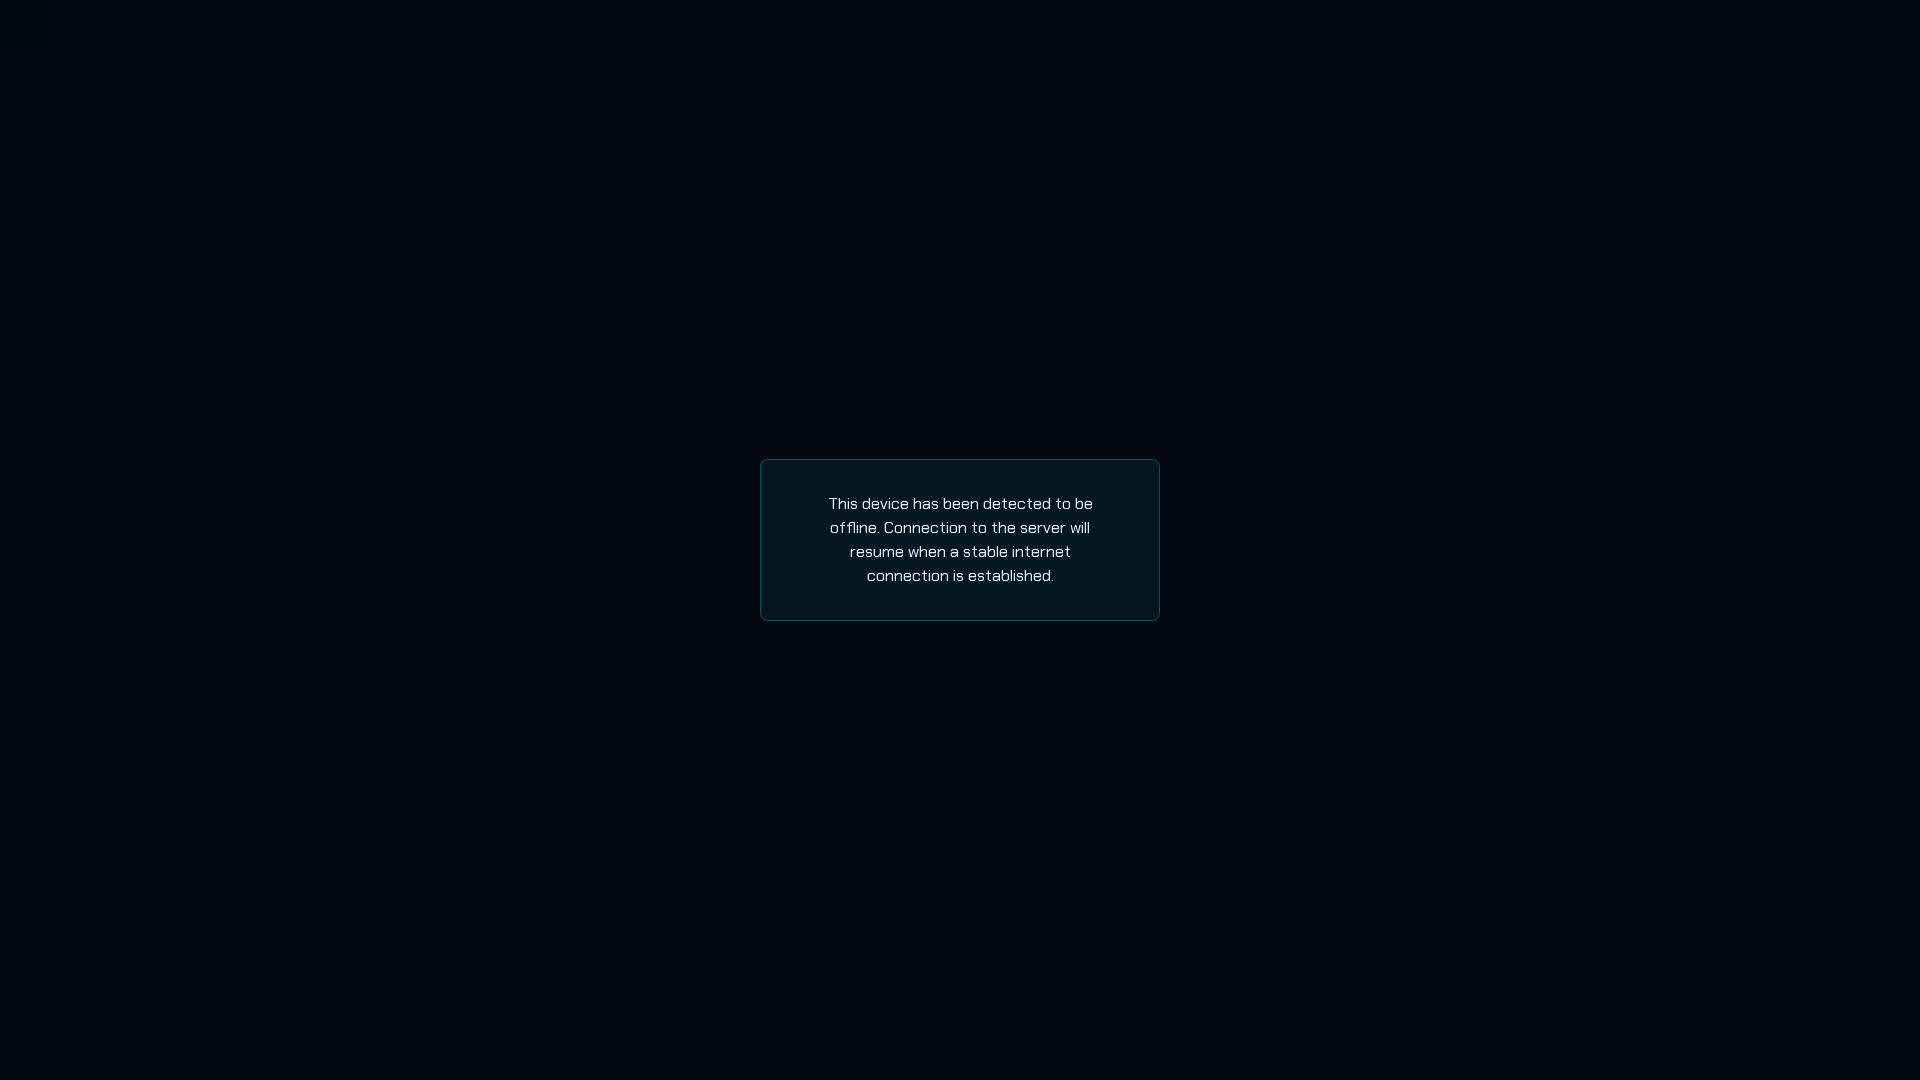 This device has been detected to be
offline. Connection to the server will
resume when a stable internet
connection is established.